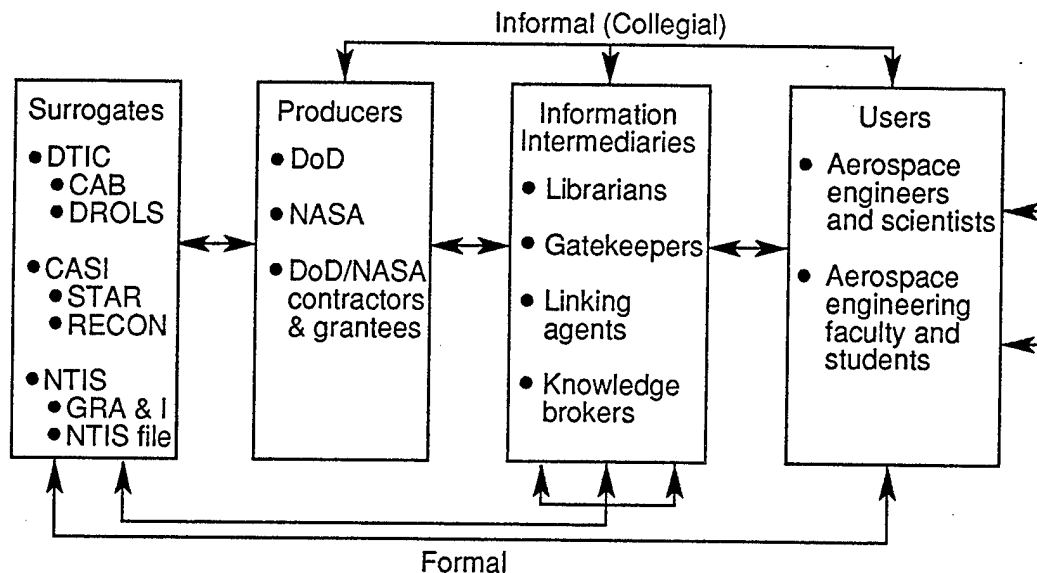 Informal (Collegial)
Surrogates
● DTIC
● CAB
● DROLS
● CASI
● STAR
● RECON
● NTIS
● GRA & I
● NTIS file
Producers
● DoD
● NASA
● DoD/NASA
contractors
& grantees
Information
Intermediaries
● Librarians
● Gatekeepers
● Linking
agents
● Knowledge
brokers
Users
● Aerospace
engineers
and scientists
● Aerospace
engineering
faculty and
students
Formal